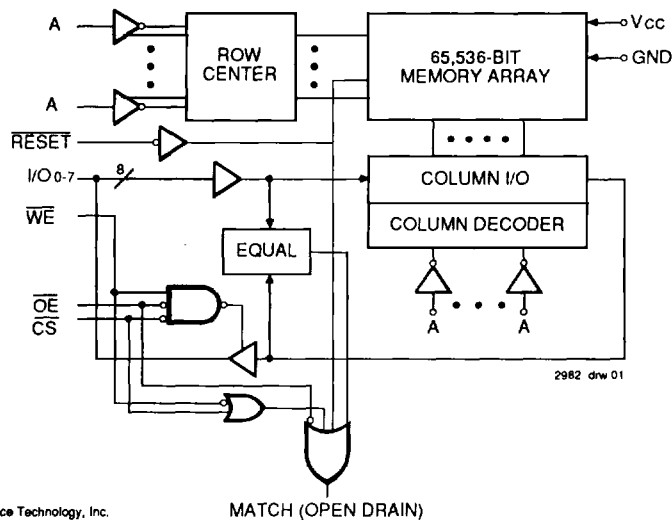 A
A
ROW
CENTER
65,536-BIT
MEMORY ARRAY
VCC
GND
RESET
I/O 0-7
8
COLUMN I/O
WE
EQUAL
COLUMN DECODER
OE
CS
A
A
2982 drw 01
ce Technology, Inc.
MATCH (OPEN DRAIN)